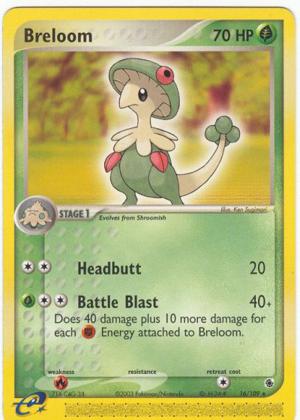 Breloom 70 HP
Illus. Ken Sugimori
STAGE 1
Evolves from Shroomish
Headbutt 20
Battle Blast 40+
Does 40 damage plus 10 more damage for
each Energy attached to Breloom.
weakness resistance retreat cost
©2003 Pokémon/Nintendo
16/109
e